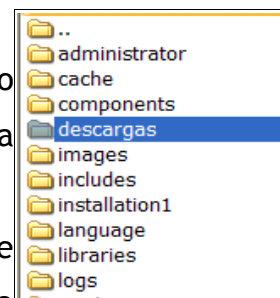 ..
administrator
o cache
components
a descargas
images
includes
installation1
language
e libraries
logs